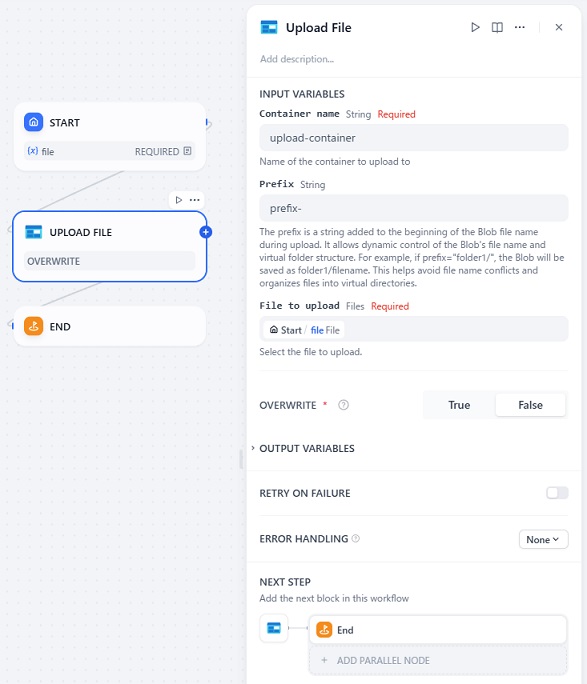 START
{x} file REQUIRED
UPLOAD FILE
OVERWRITE
END
Upload File
Add description...
INPUT VARIABLES
Container name String Required
upload-container
Name of the container to upload to
Prefix String
prefix-
The prefix is a string added to the beginning of the Blob file name
during upload. It allows dynamic control of the Blob's file name and
virtual folder structure. For example, if prefix="folder1/", the Blob will be
saved as folder1/filename. This helps avoid file name conflicts and
organizes files into virtual directories.
File to upload Files Required
Start / file File
Select the file to upload.
OVERWRITE * True False
OUTPUT VARIABLES
RETRY ON FAILURE
ERROR HANDLING None
NEXT STEP
Add the next block in this workflow
End
+ ADD PARALLEL NODE